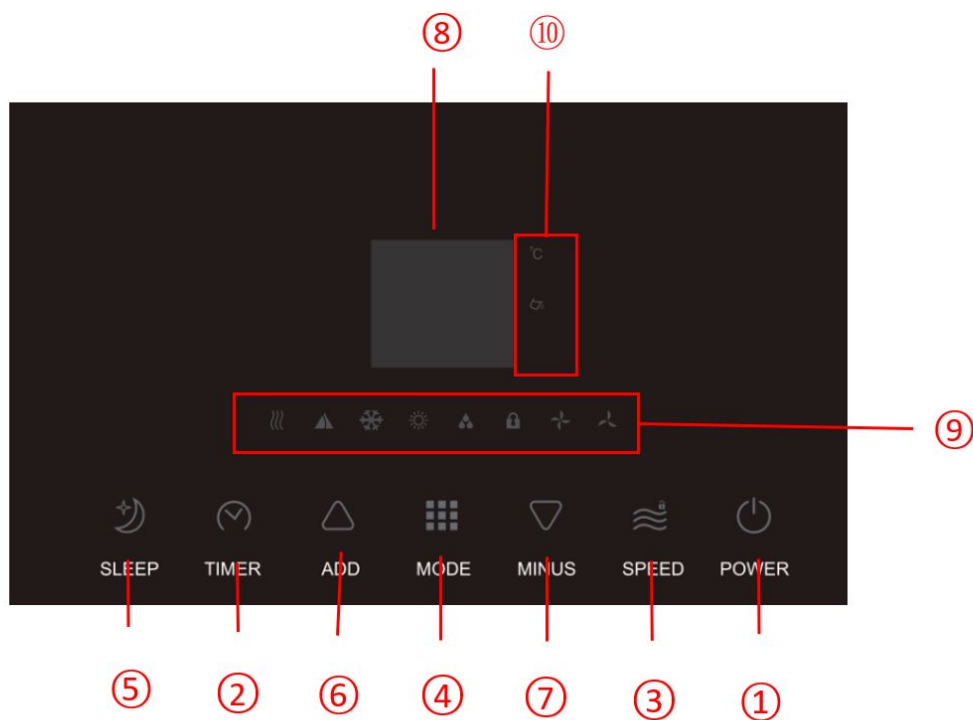 ⑧ ⑩
°C
⑨
SLEEP TIMER ADD MODE MINUS SPEED POWER
⑤ ② ⑥ ④ ⑦ ③ ①